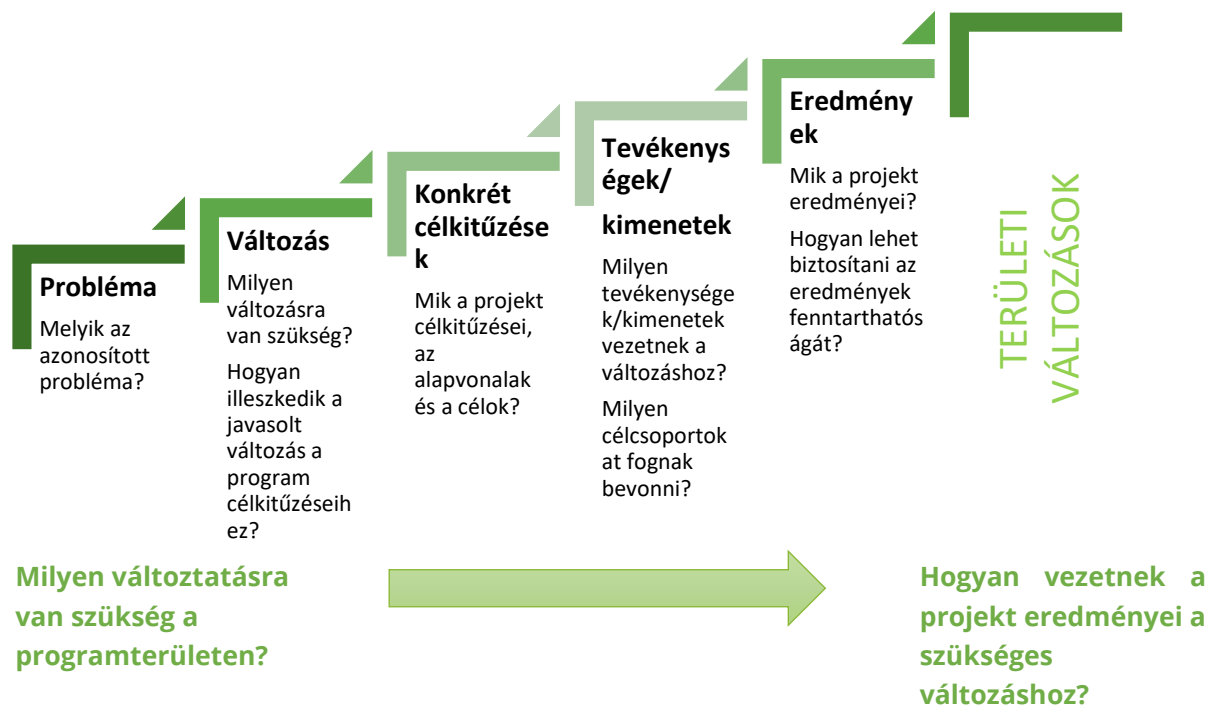 Probléma
Melyik az
azonosított
probléma?
Változás
Milyen
változásra
van szükség?
Hogyan
illeszkedik a
javasolt
változás a
program
célkitűzéseih
ez?
Konkrét
célkitűzése
k
Mik a projekt
célkitűzései,
az
alapvonalak
és a célok?
Tevékenys
égek/
kimenetek
Milyen
tevékenysége
k/kimenetek
vezetnek a
változáshoz?
Milyen
célcsoportok
at fognak
bevonni?
Eredmény
ek
Mik a projekt
eredményei?
Hogyan lehet
biztosítani az
eredmények
fenntarthatós
ágát?
TERÜLETI
VÁLTOZÁSOK
Milyen változtatásra
van szükség a
programterületen?
Hogyan vezetnek a
projekt eredményei a
szükséges
változáshoz?